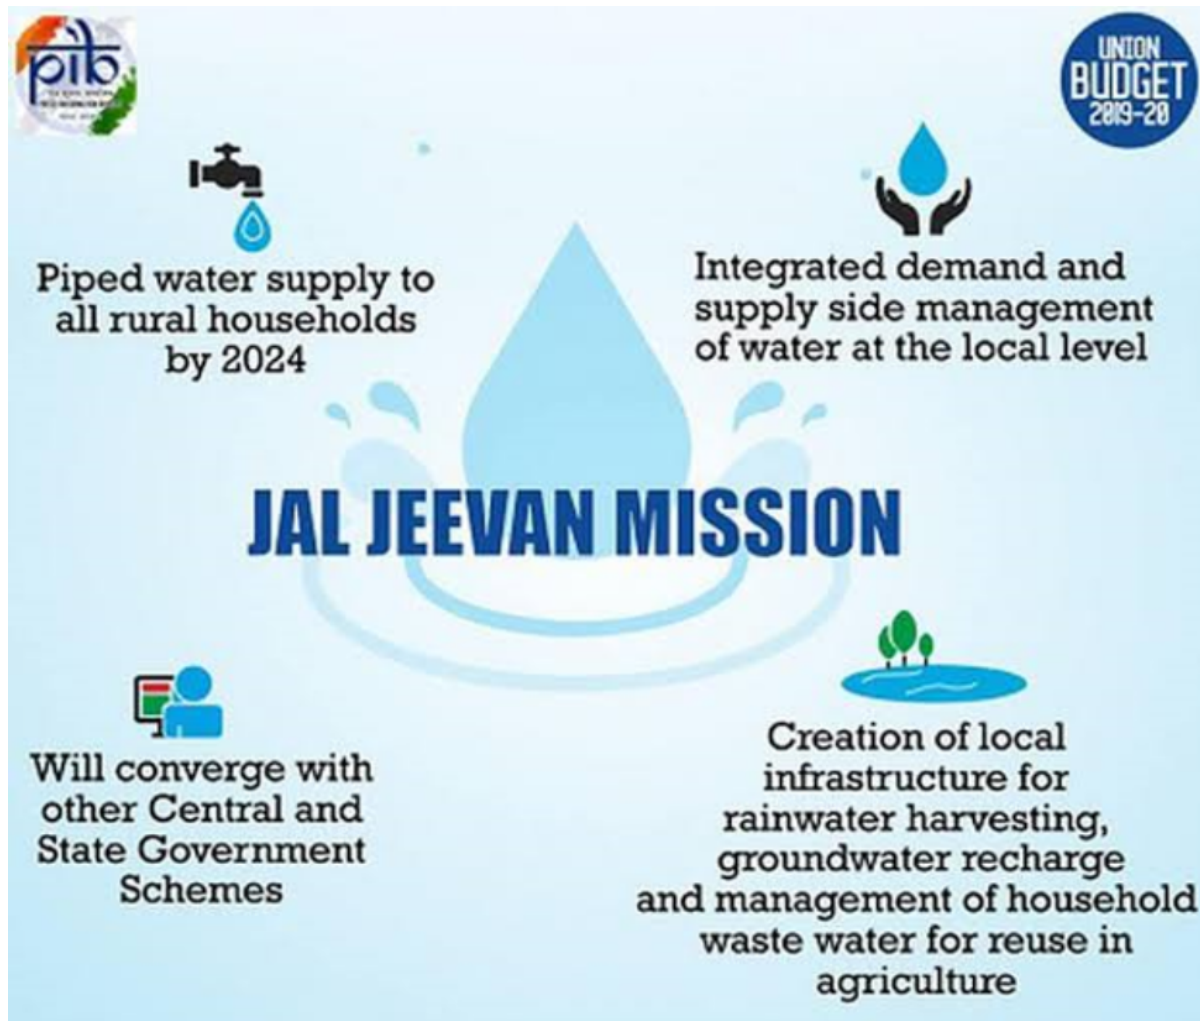 pib
UNION
BUDGET
2019-20
Piped water supply to
all rural households
by 2024
Integrated demand and
supply side management
of water at the local level
JAL JEEVAN MISSION
Will converge with
other Central and
State Government
Schemes
Creation of local
infrastructure for
rainwater harvesting,
groundwater recharge
and management of household
waste water for reuse in
agriculture